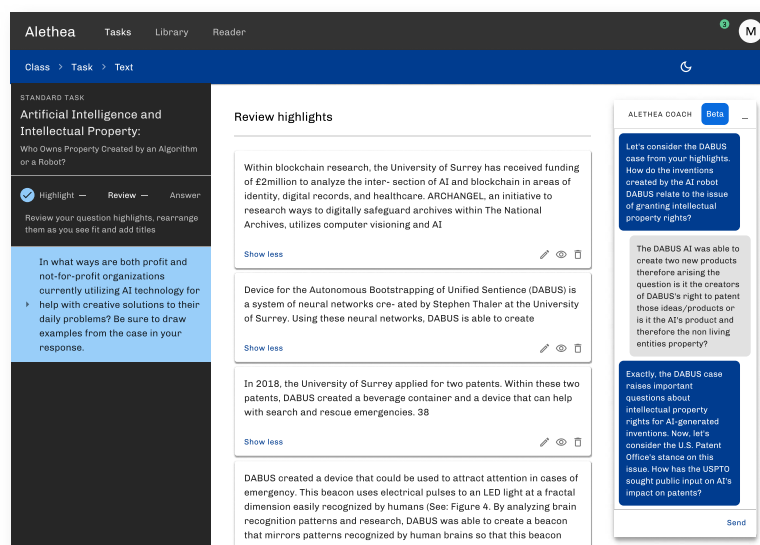 Alethea
Tasks
Library
Reader
3
M
Class > Task > Text
STANDARD TASK
Artificial Intelligence and
Intellectual Property:
Who Owns Property Created by an Algorithm
or a Robot?
Highlight —
Review —
Answer
Review your question highlights, rearrange
them as you see fit and add titles
In what ways are both profit and
not-for-profit organizations
currently utilizing AI technology for
help with creative solutions to their
daily problems? Be sure to draw
examples from the case in your
response.
Review highlights
Within blockchain research, the University of Surrey has received funding
of £2million to analyze the inter- section of AI and blockchain in areas of
identity, digital records, and healthcare. ARCHANGEL, an initiative to
research ways to digitally safeguard archives within The National
Archives, utilizes computer visioning and AI
Show less
Device for the Autonomous Bootstrapping of Unified Sentience (DABUS) is
a system of neural networks cre- ated by Stephen Thaler at the University
of Surrey. Using these neural networks, DABUS is able to create
Show less
In 2018, the University of Surrey applied for two patents. Within these two
patents, DABUS created a beverage container and a device that can help
with search and rescue emergencies. 38
Show less
DABUS created a device that could be used to attract attention in cases of
emergency. This beacon uses electrical pulses to an LED light at a fractal
dimension easily recognized by humans (See: Figure 4. By analyzing brain
recognition patterns and research, DABUS was able to create a beacon
that mirrors patterns recognized by human brains so that this beacon
ALETHEA COACH
Beta
Let's consider the DABUS
case from your highlights.
How do the inventions
created by the AI robot
DABUS relate to the issue
of granting intellectual
property rights?
The DABUS AI was able to
create two new products
therefore arising the
question is it the creators
of DABUS's right to patent
those ideas/products or
is it the AI's product and
therefore the non living
entities property?
Exactly, the DABUS case
raises important
questions about
intellectual property
rights for AI-generated
inventions. Now, let's
consider the U.S. Patent
Office's stance on this
issue. How has the USPTO
sought public input on AI's
impact on patents?
Send